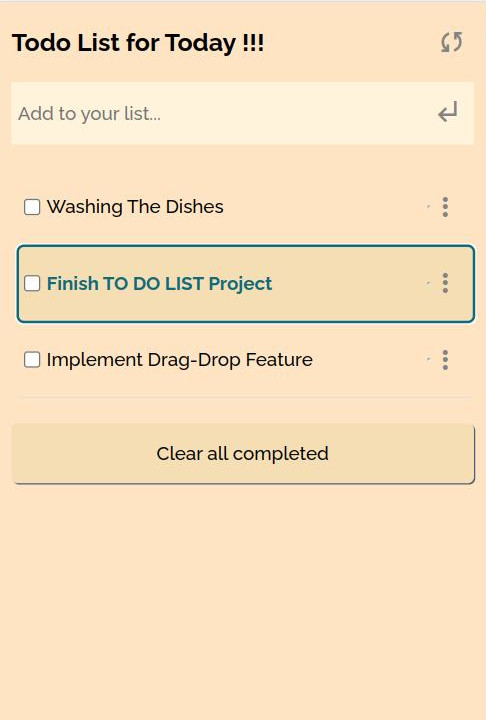 Todo List for Today !!!
Add to your list...
Washing The Dishes
Finish TO DO LIST Project
Implement Drag-Drop Feature
Clear all completed